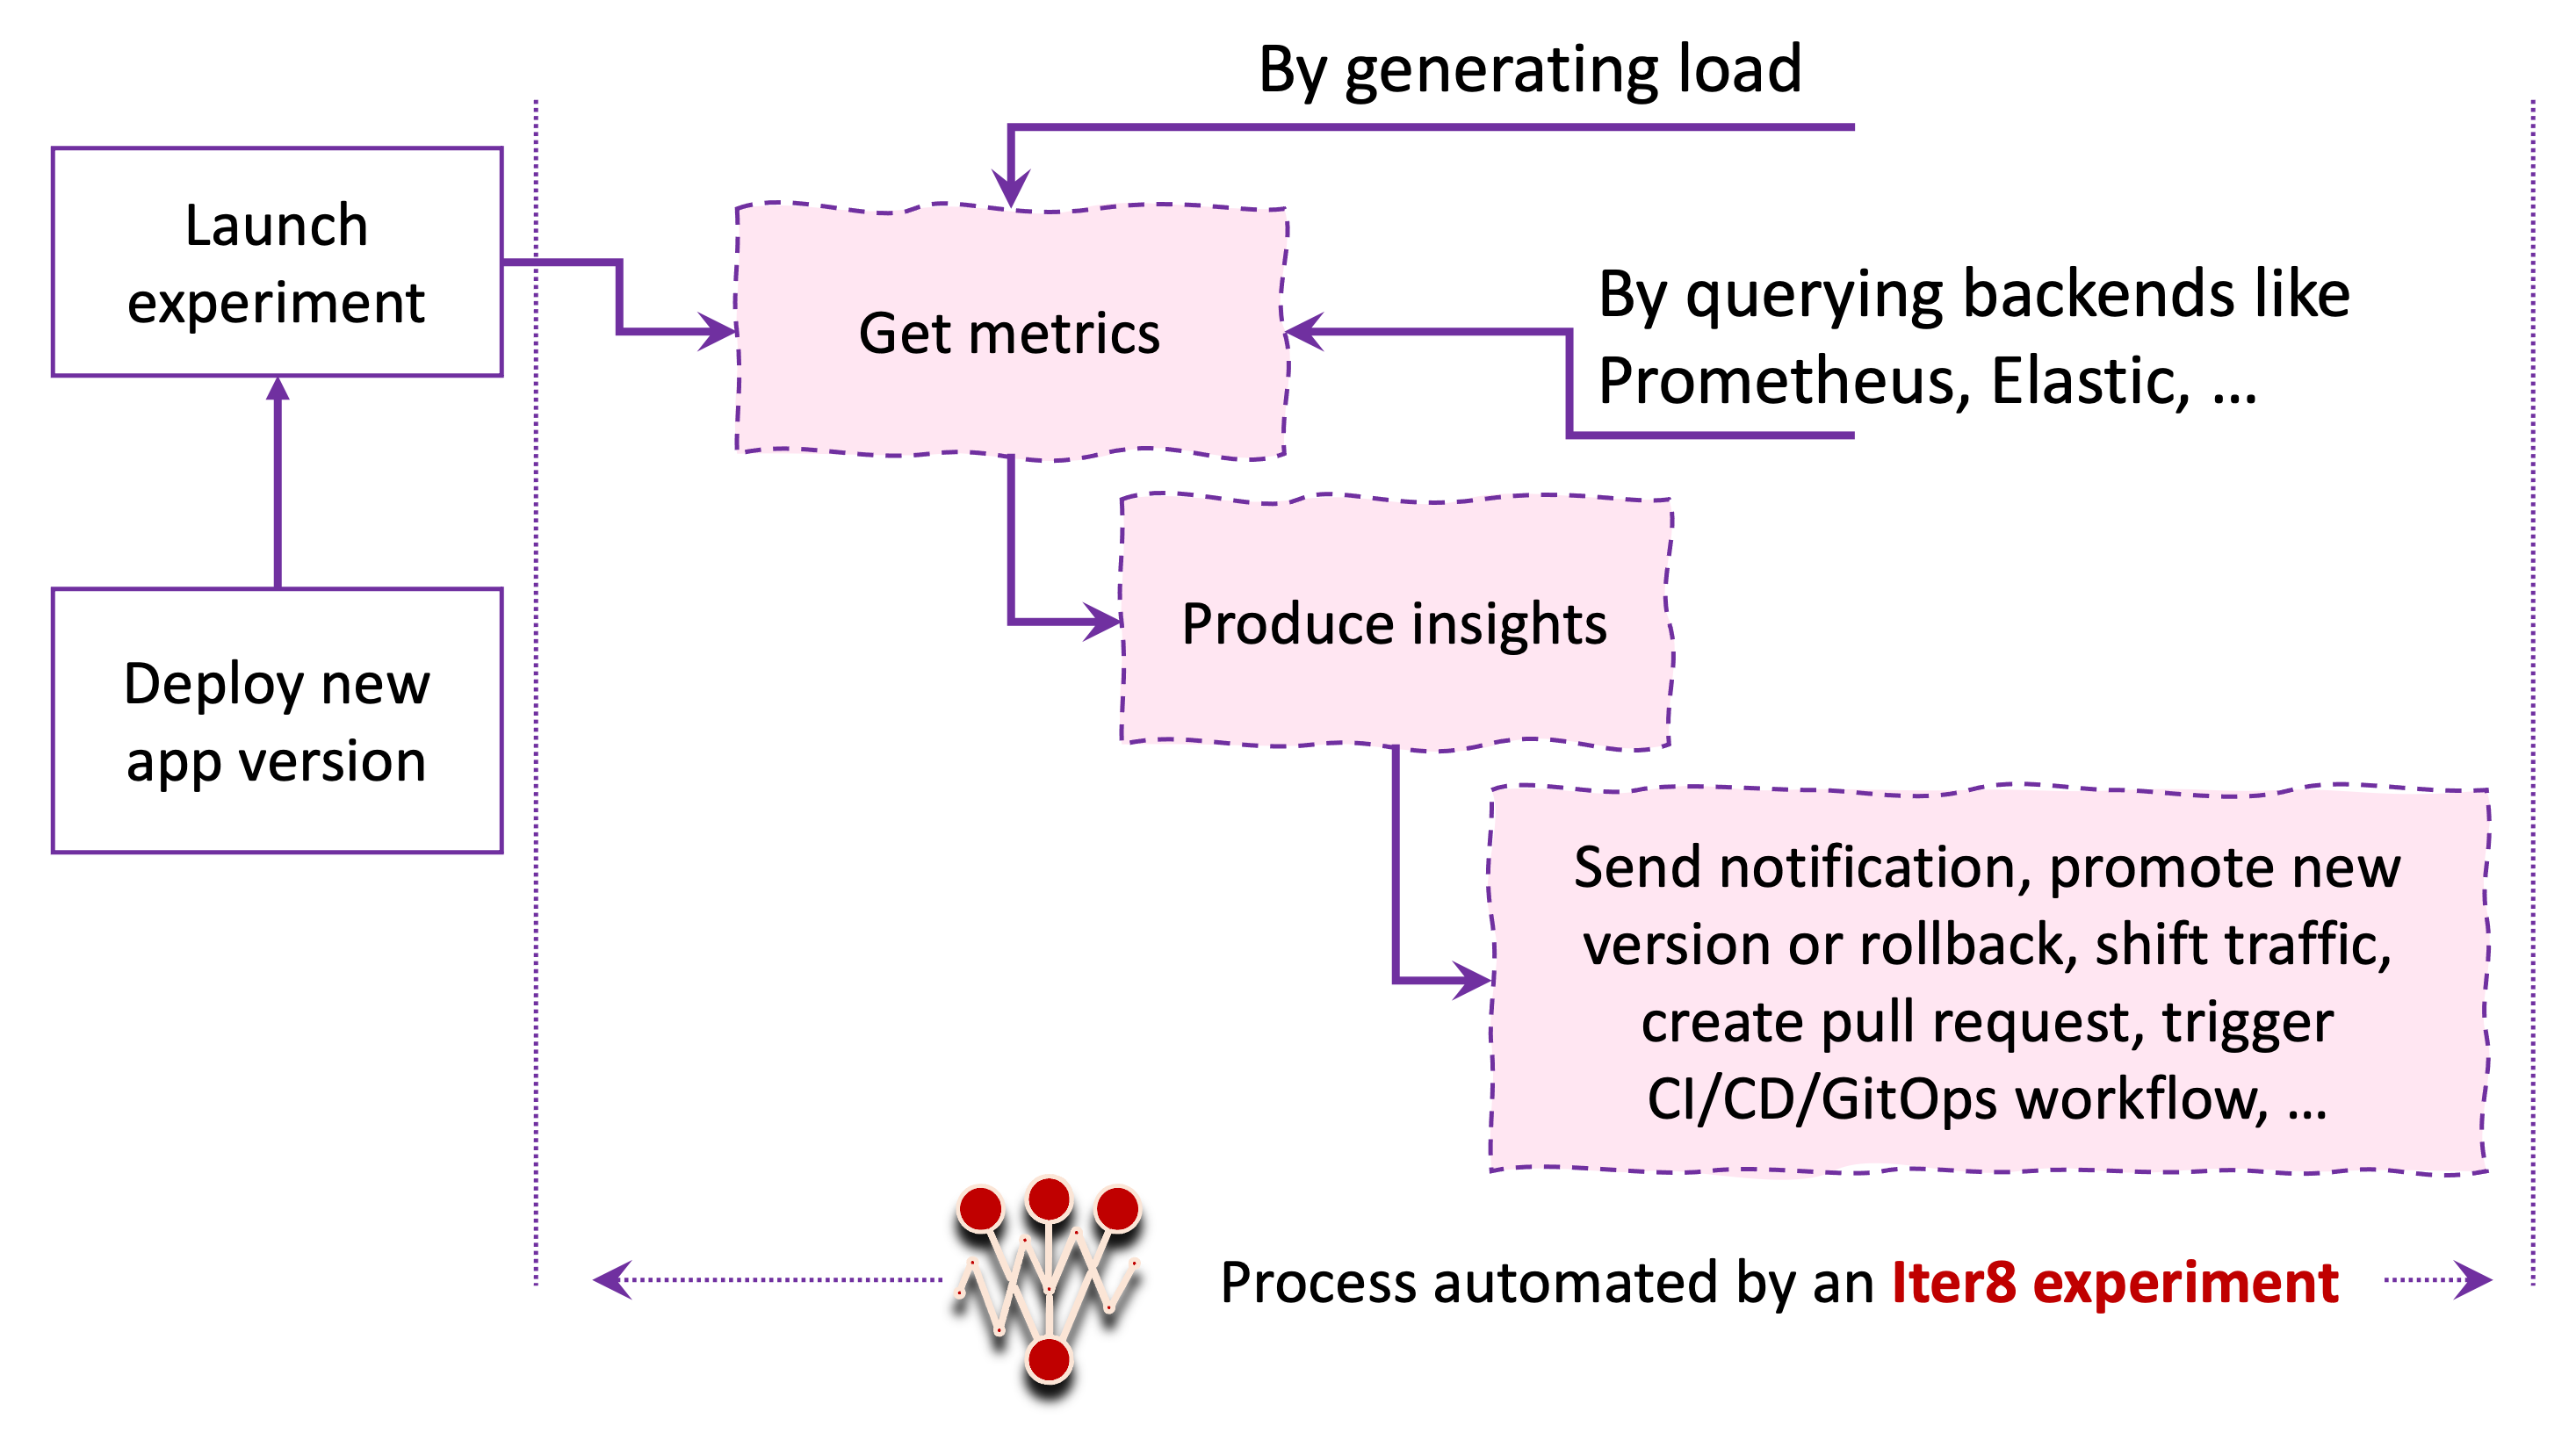 By generating load
Launch
experiment
Get metrics
By querying backends like
Prometheus, Elastic, ...
Deploy new
app version
Produce insights
Send notification, promote new
version or rollback, shift traffic,
create pull request, trigger
CI/CD/GitOps workflow, ...
Process automated by an Iter8 experiment